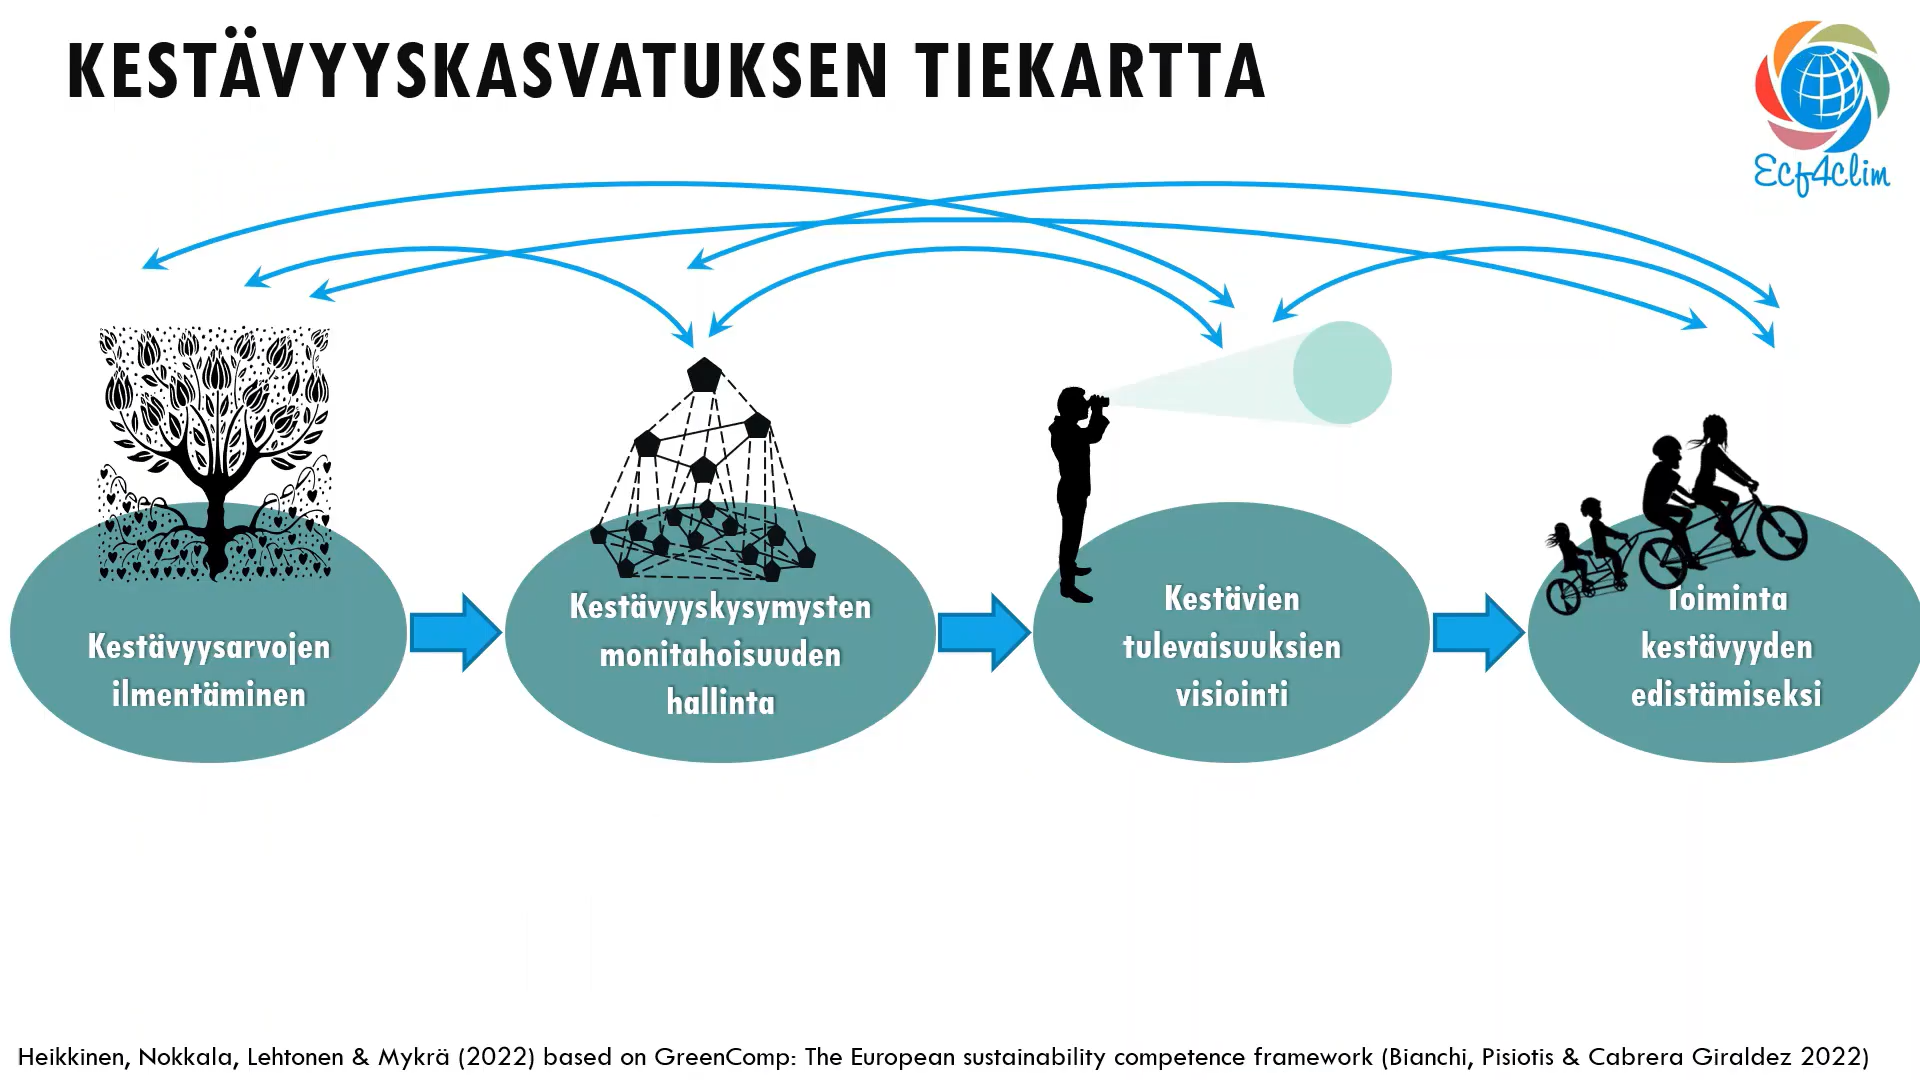 KESTÄVYYSKASVATUKSEN TIEKARTTA
Ecf4clim
Kestävyysarvojen
ilmentäminen
Kestävyyskysymysten
monitahoisuuden
hallinta
Kestävien
tulevaisuuksien
visiointi
Toiminta
kestävyyden
edistämiseksi
Heikkinen, Nokkala, Lehtonen & Mykrä (2022) based on GreenComp: The European sustainability competence framework (Bianchi, Pisiotis & Cabrera Giraldez 2022)